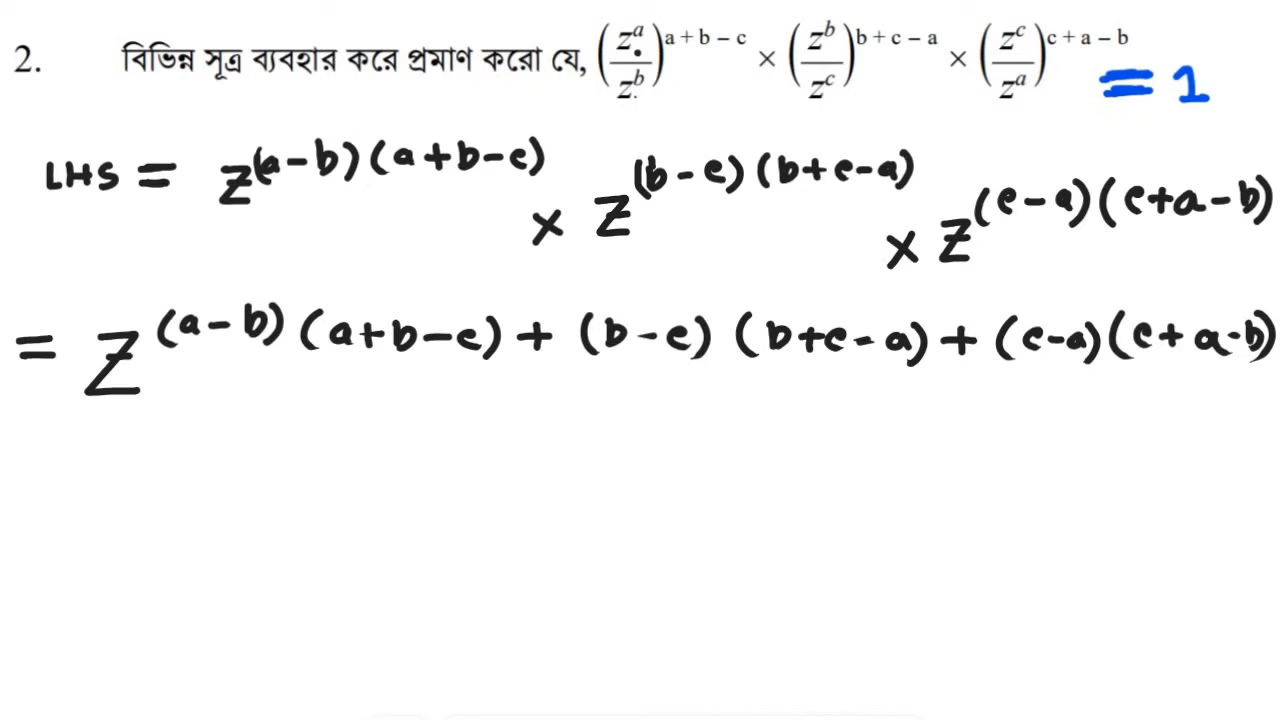 2. বিভিন্ন সূত্র ব্যবহার করে প্রমাণ করো যে, (z^a/z^b)^(a + b – c) × (z^b/z^c)^(b + c – a) × (z^c/z^a)^(c + a – b) = 1
LHS = z^(a-b)(a+b-c) × z^(b-c)(b+c-a) × z^(c-a)(c+a-b)
= z^(a-b)(a+b-c)+(b-c)(b+c-a)+(c-a)(c+a-b)